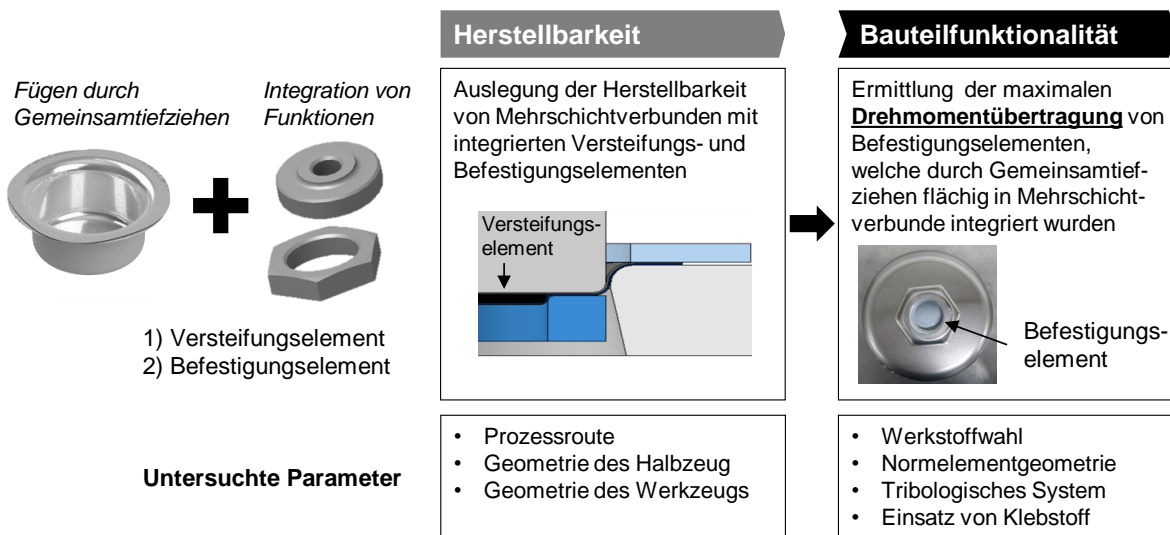 Herstellbarkeit
Bauteilfunktionalität
Fügen durch
Gemeinsamtiefziehen
Integration von
Funktionen
1) Versteifungselement
2) Befestigungselement
Auslegung der Herstellbarkeit
von Mehrschichtverbunden mit
integrierten Versteifungs- und
Befestigungselementen
Versteifungs-
element
Ermittlung der maximalen
Drehmomentübertragung von
Befestigungselementen,
welche durch Gemeinsamtief-
ziehen flächig in Mehrschicht-
verbunde integriert wurden
Befestigungs-
element
Untersuchte Parameter
• Prozessroute
• Geometrie des Halbzeug
• Geometrie des Werkzeugs
• Werkstoffwahl
• Normelementgeometrie
• Tribologisches System
• Einsatz von Klebstoff